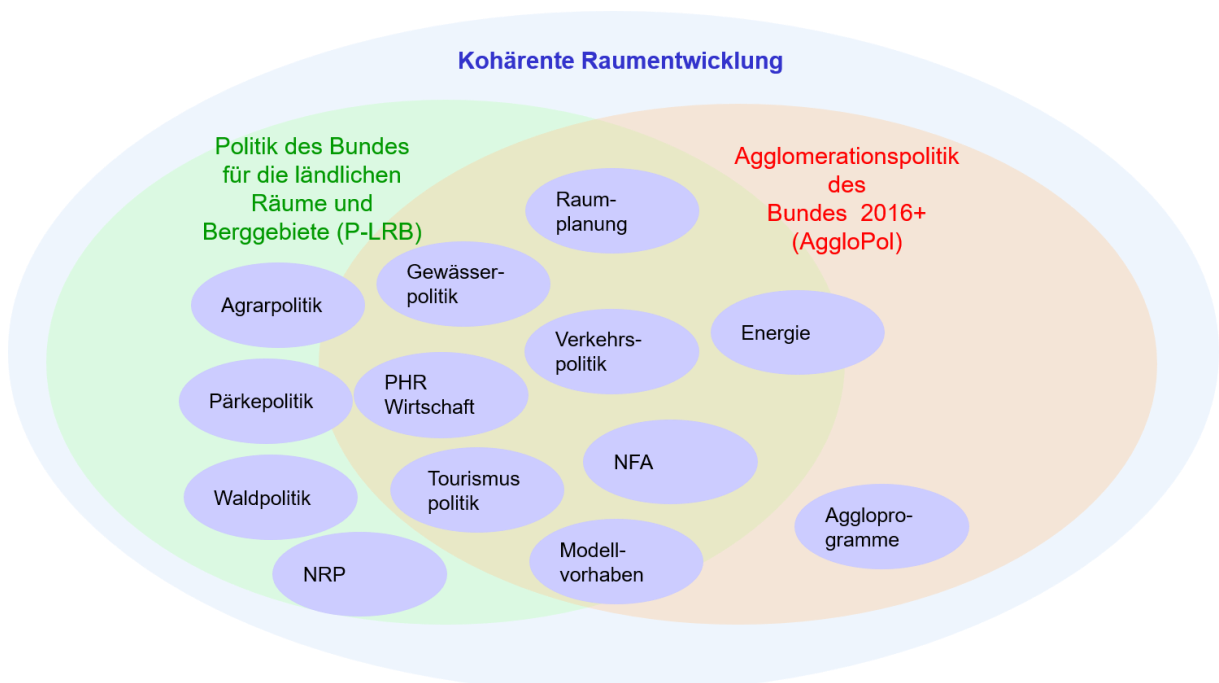 Kohärente Raumentwicklung
Politik des Bundes
für die ländlichen
Räume und
Berggebiete (P-LRB)
Agglomerationspolitik
des
Bundes 2016+
(AggloPol)
Raum-
planung
Gewässer-
politik
Agrarpolitik
Verkehrs-
politik
Energie
PHR
Wirtschaft
Pärkepolitik
NFA
Tourismus
politik
Waldpolitik
Aggloprо-
gramme
Modell-
vorhaben
NRP